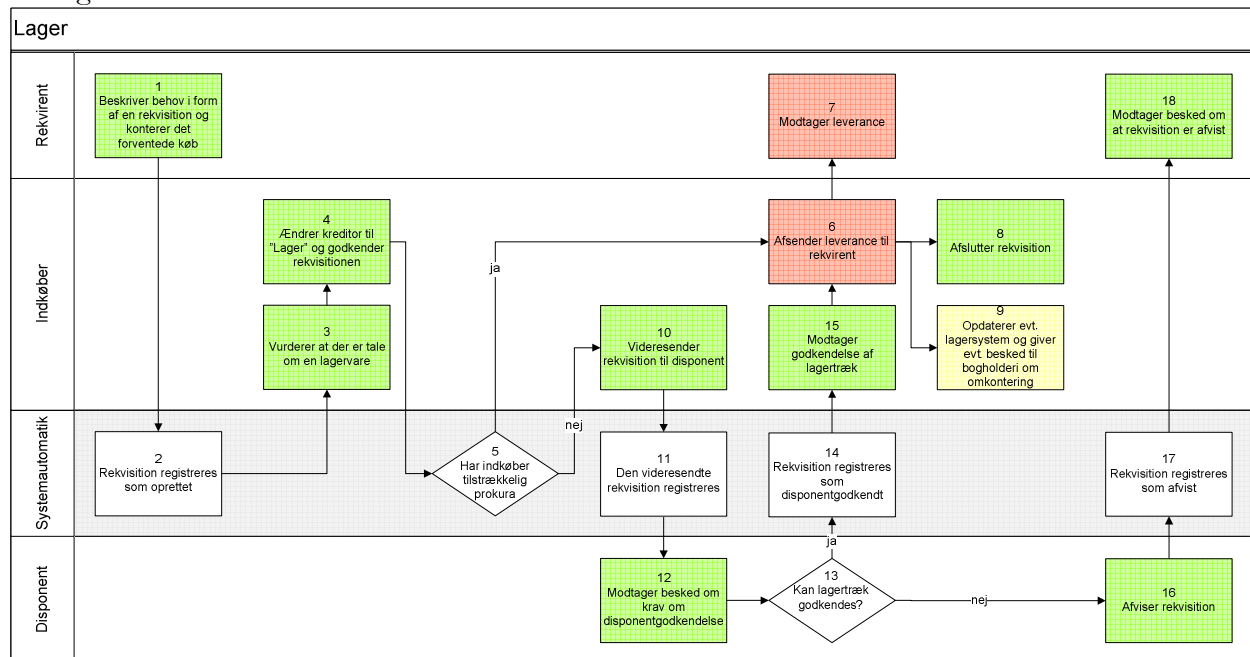 Lager
Rekvirent
1
Beskriver behov i form
af en rekvisition og
konterer det
forventede køb
7
Modtager leverance
18
Modtager besked om
at rekvisition er afvist
Indkøber
4
Ændrer kreditor til
”Lager” og godkender
rekvisitionen
3
Vurderer at der er tale
om en lagervare
ja
6
Afsender leverance til
rekvirent
8
Afslutter rekvisition
10
Videresender
rekvisition til disponent
15
Modtager
godkendelse af
lagertræk
9
Opdaterer evt.
lagersystem og giver
evt. besked til
bogholderi om
omkontering
nej
Systemautomatik
2
Rekvisition registreres
som oprettet
5
Har indkøber
tilstrækkelig
prokura
11
Den videresendte
rekvisition registreres
14
Rekvisition registreres
som
disponentgodkendt
17
Rekvisition registreres
som afvist
ja
Disponent
12
Modtager besked om
krav om
disponentgodkendelse
13
Kan lagertræk
godkendes?
nej
16
Afviser rekvisition